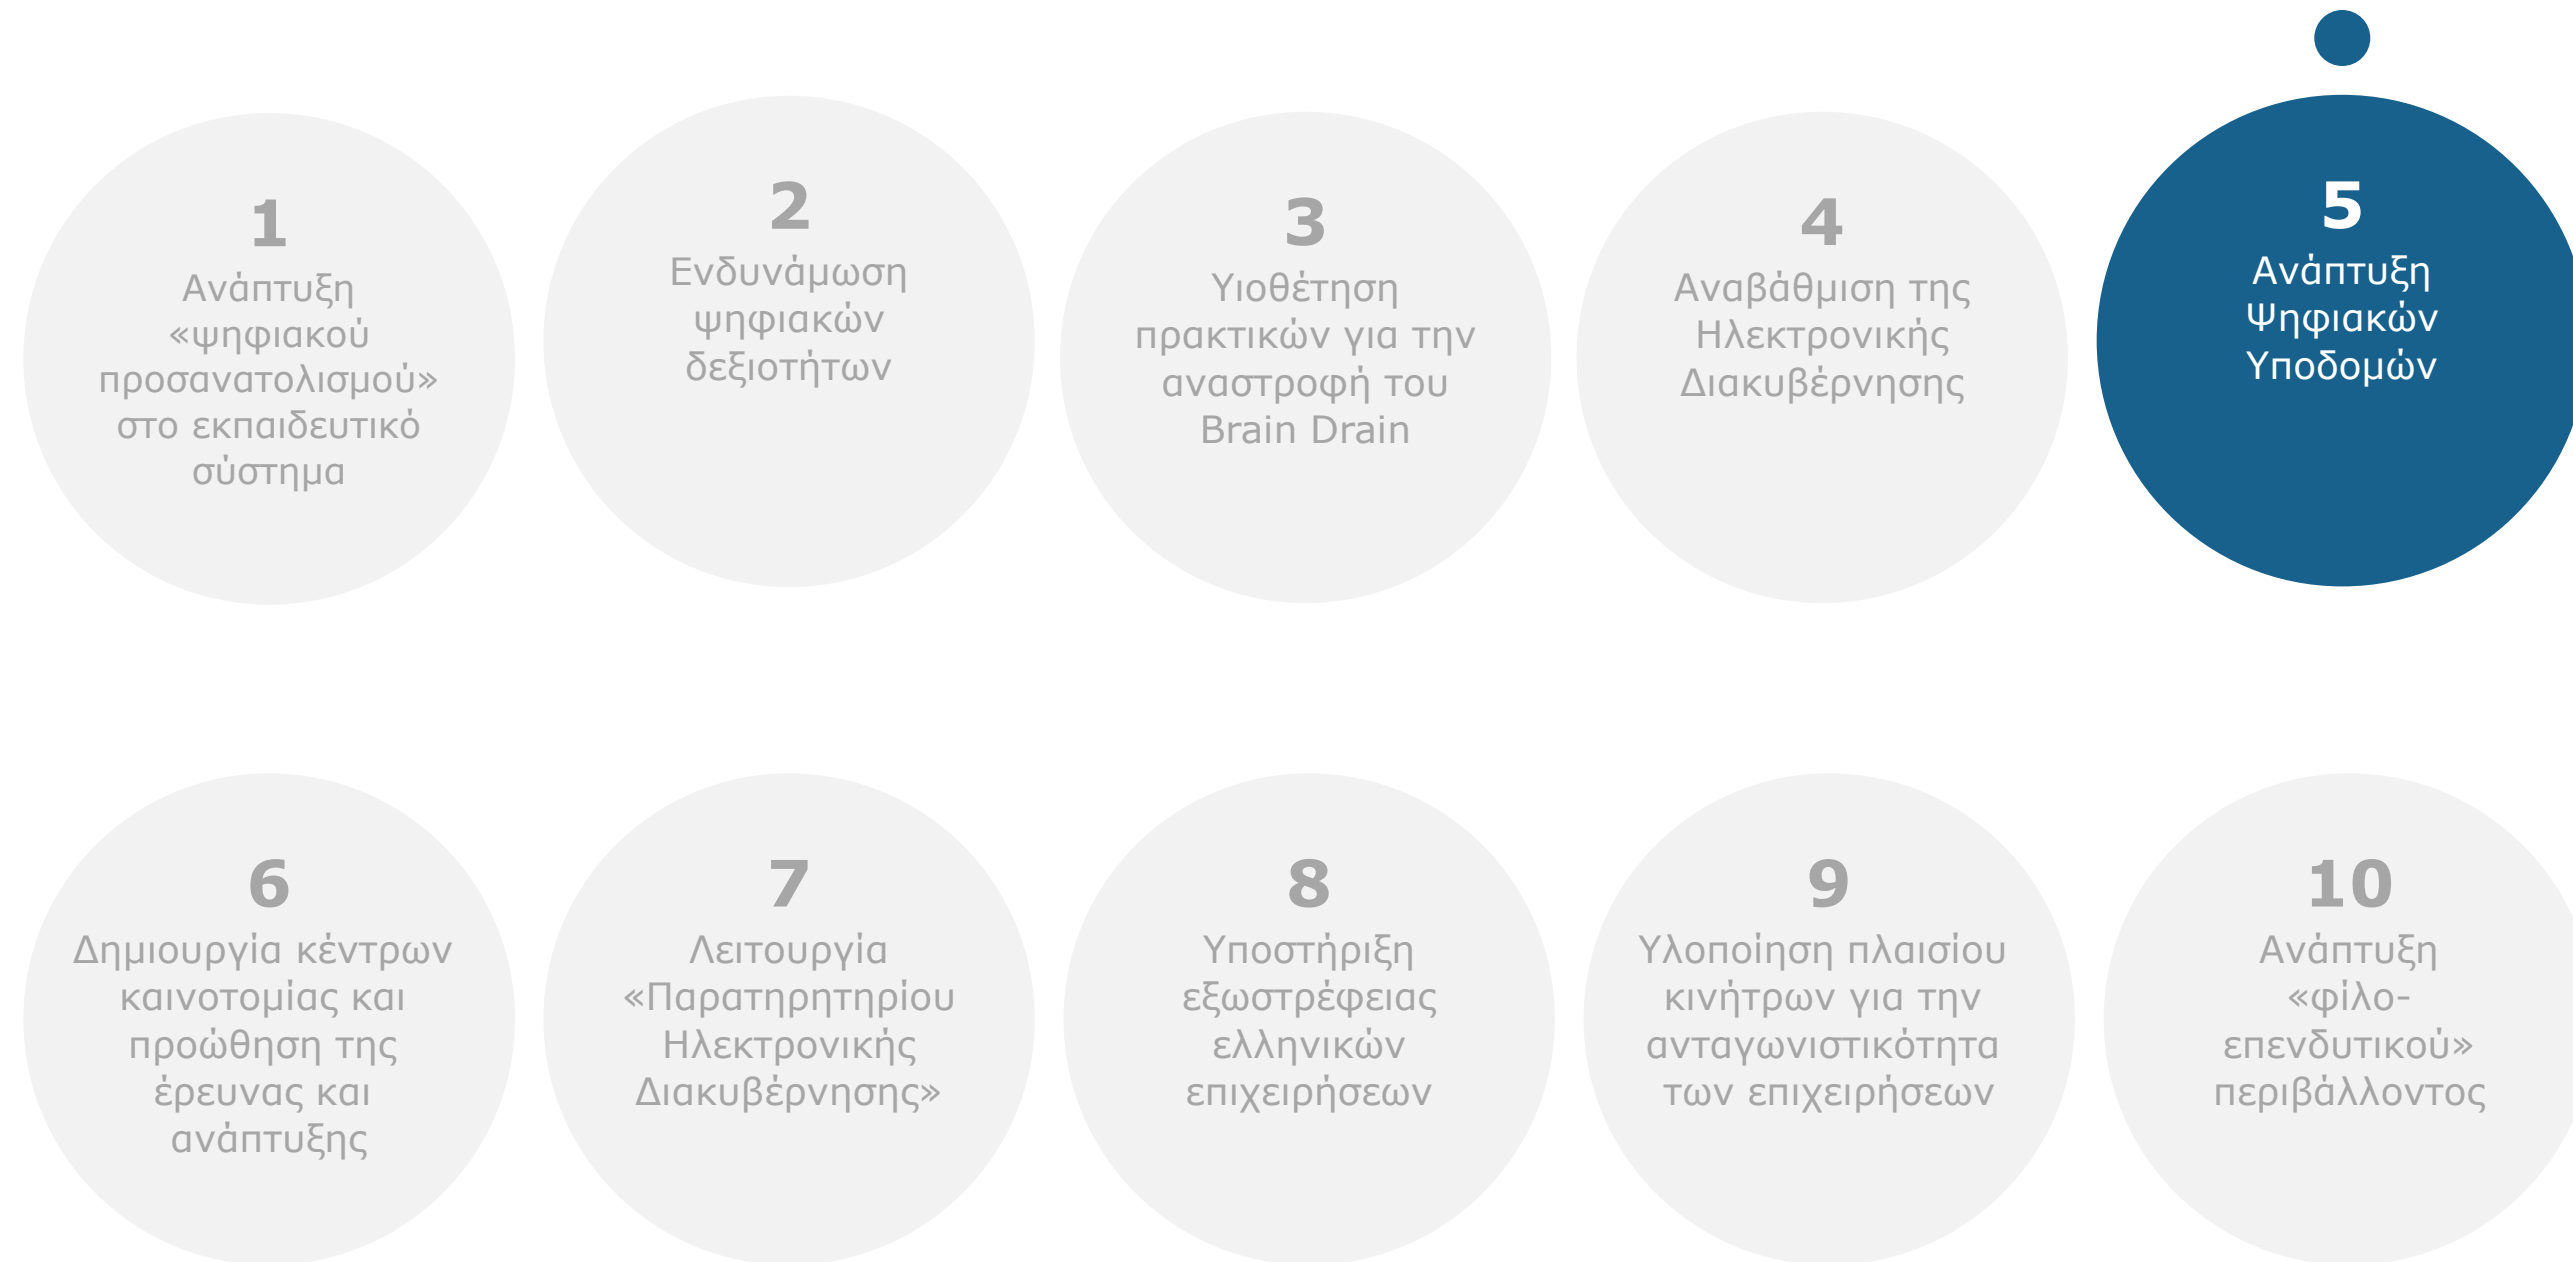 1
Ανάπτυξη
«ψηφιακού
προσανατολισμού»
στο εκπαιδευτικό
σύστημα
2
Ενδυνάμωση
ψηφιακών
δεξιοτήτων
3
Υιοθέτηση
πρακτικών για την
αναστροφή του
Brain Drain
4
Αναβάθμιση της
Ηλεκτρονικής
Διακυβέρνησης
5
Ανάπτυξη
Ψηφιακών
Υποδομών
6
Δημιουργία κέντρων
καινοτομίας και
προώθηση της
έρευνας και
ανάπτυξης
7
Λειτουργία
«Παρατηρητηρίου
Ηλεκτρονικής
Διακυβέρνησης»
8
Υποστήριξη
εξωστρέφειας
ελληνικών
επιχειρήσεων
9
Υλοποίηση πλαισίου
κινήτρων για την
ανταγωνιστικότητα
των επιχειρήσεων
10
Ανάπτυξη
«φίλο-
επενδυτικού»
περιβάλλοντος